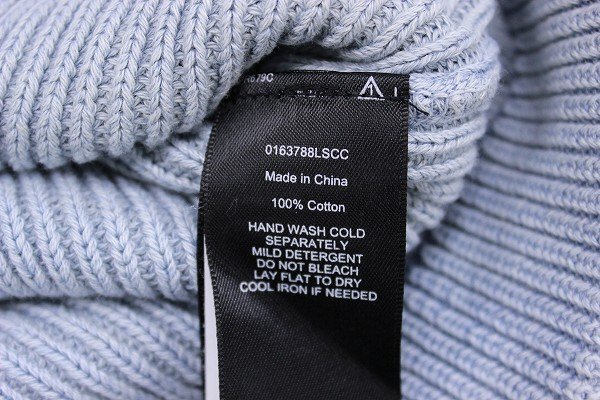 0163788LSCC
Made in China
100% Cotton
HAND WASH COLD
SEPARATELY
MILD DETERGENT
DO NOT BLEACH
LAY FLAT TO DRY
COOL IRON IF NEEDED